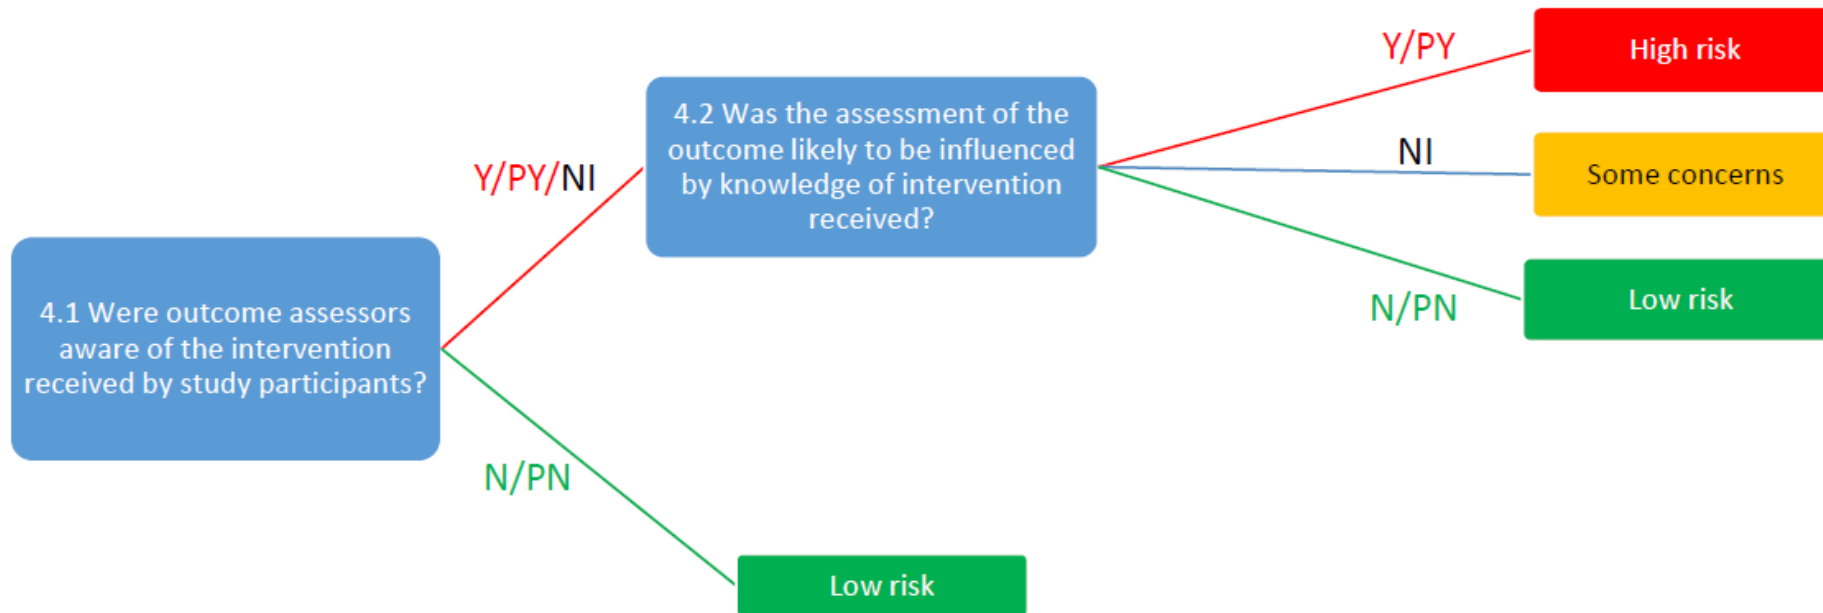 4.1 Were outcome assessors
aware of the intervention
received by study participants?
Y/PY/NI
N/PN
4.2 Was the assessment of the
outcome likely to be influenced
by knowledge of intervention
received?
Y/PY
NI
N/PN
High risk
Some concerns
Low risk
Low risk